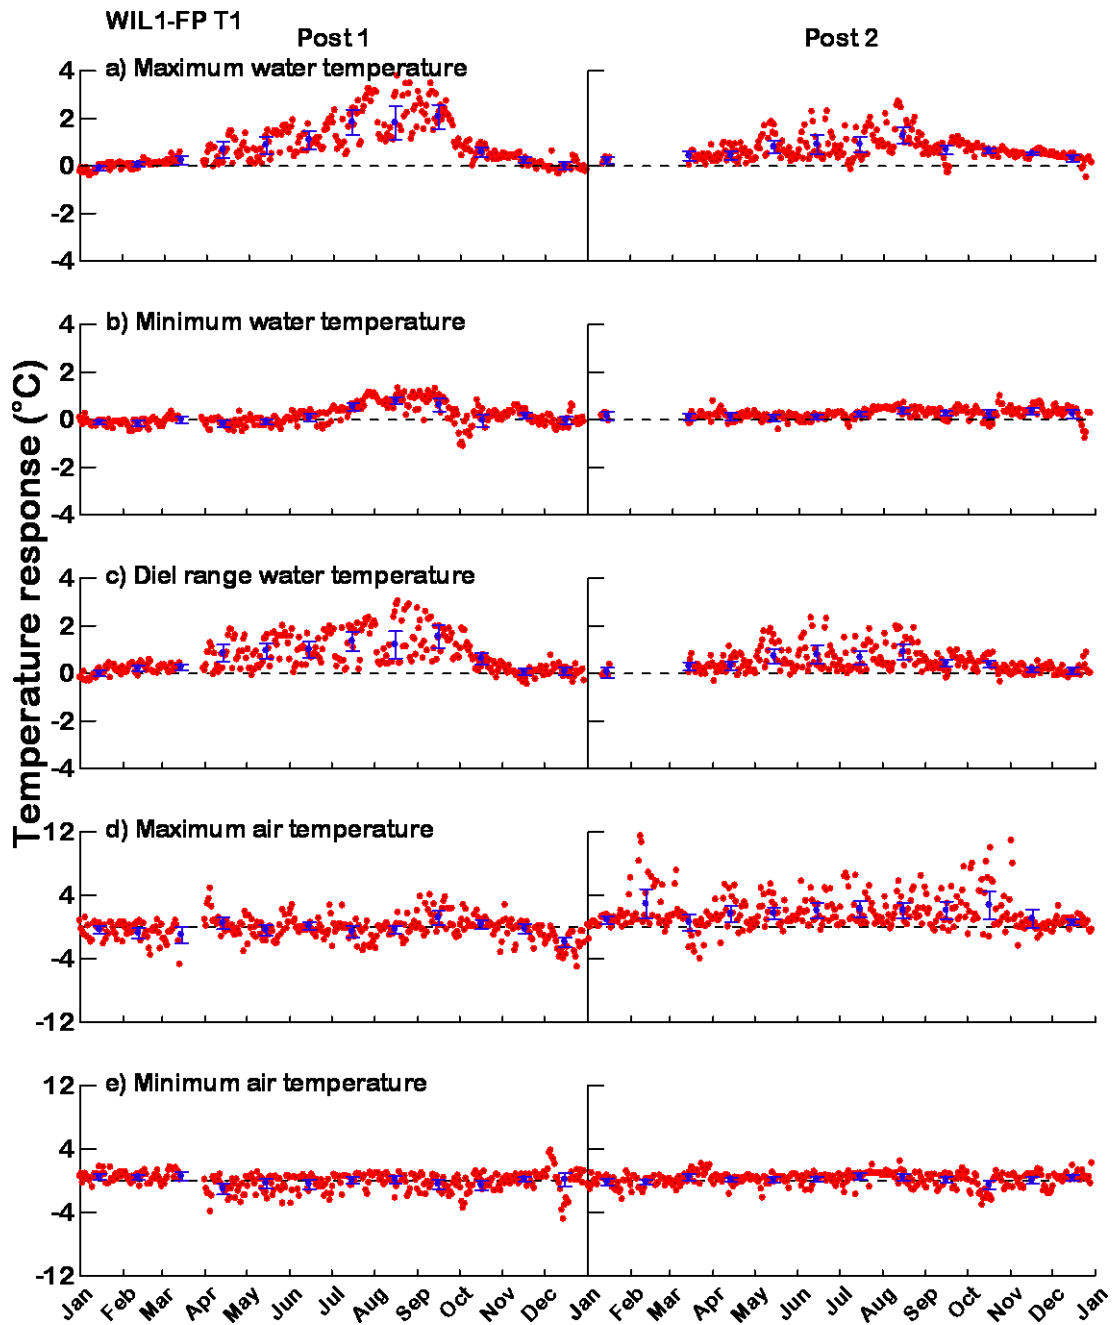 WIL1-FP T1
Post 1
Post 2
Temperature response (°C)
a) Maximum water temperature
4
2
0
-2
-4
b) Minimum water temperature
4
2
0
-2
-4
c) Diel range water temperature
4
2
0
-2
-4
d) Maximum air temperature
12
4
-4
-12
e) Minimum air temperature
12
4
-4
-12
Jan Feb Mar Apr May Jun Jul Aug Sep Oct Nov Dec Jan Feb Mar Apr May Jun Jul Aug Sep Oct Nov Dec Jan